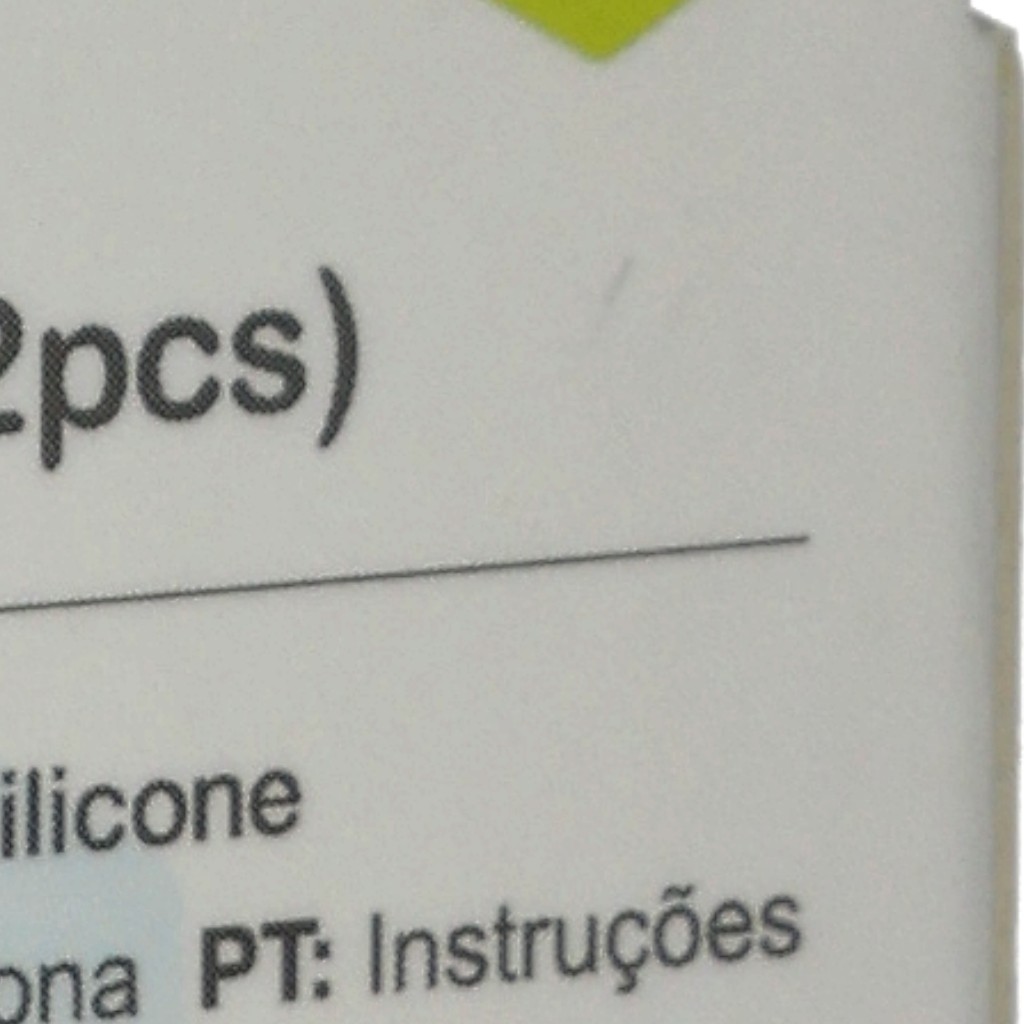 2pcs)
ilicone
ona PT: Instruções